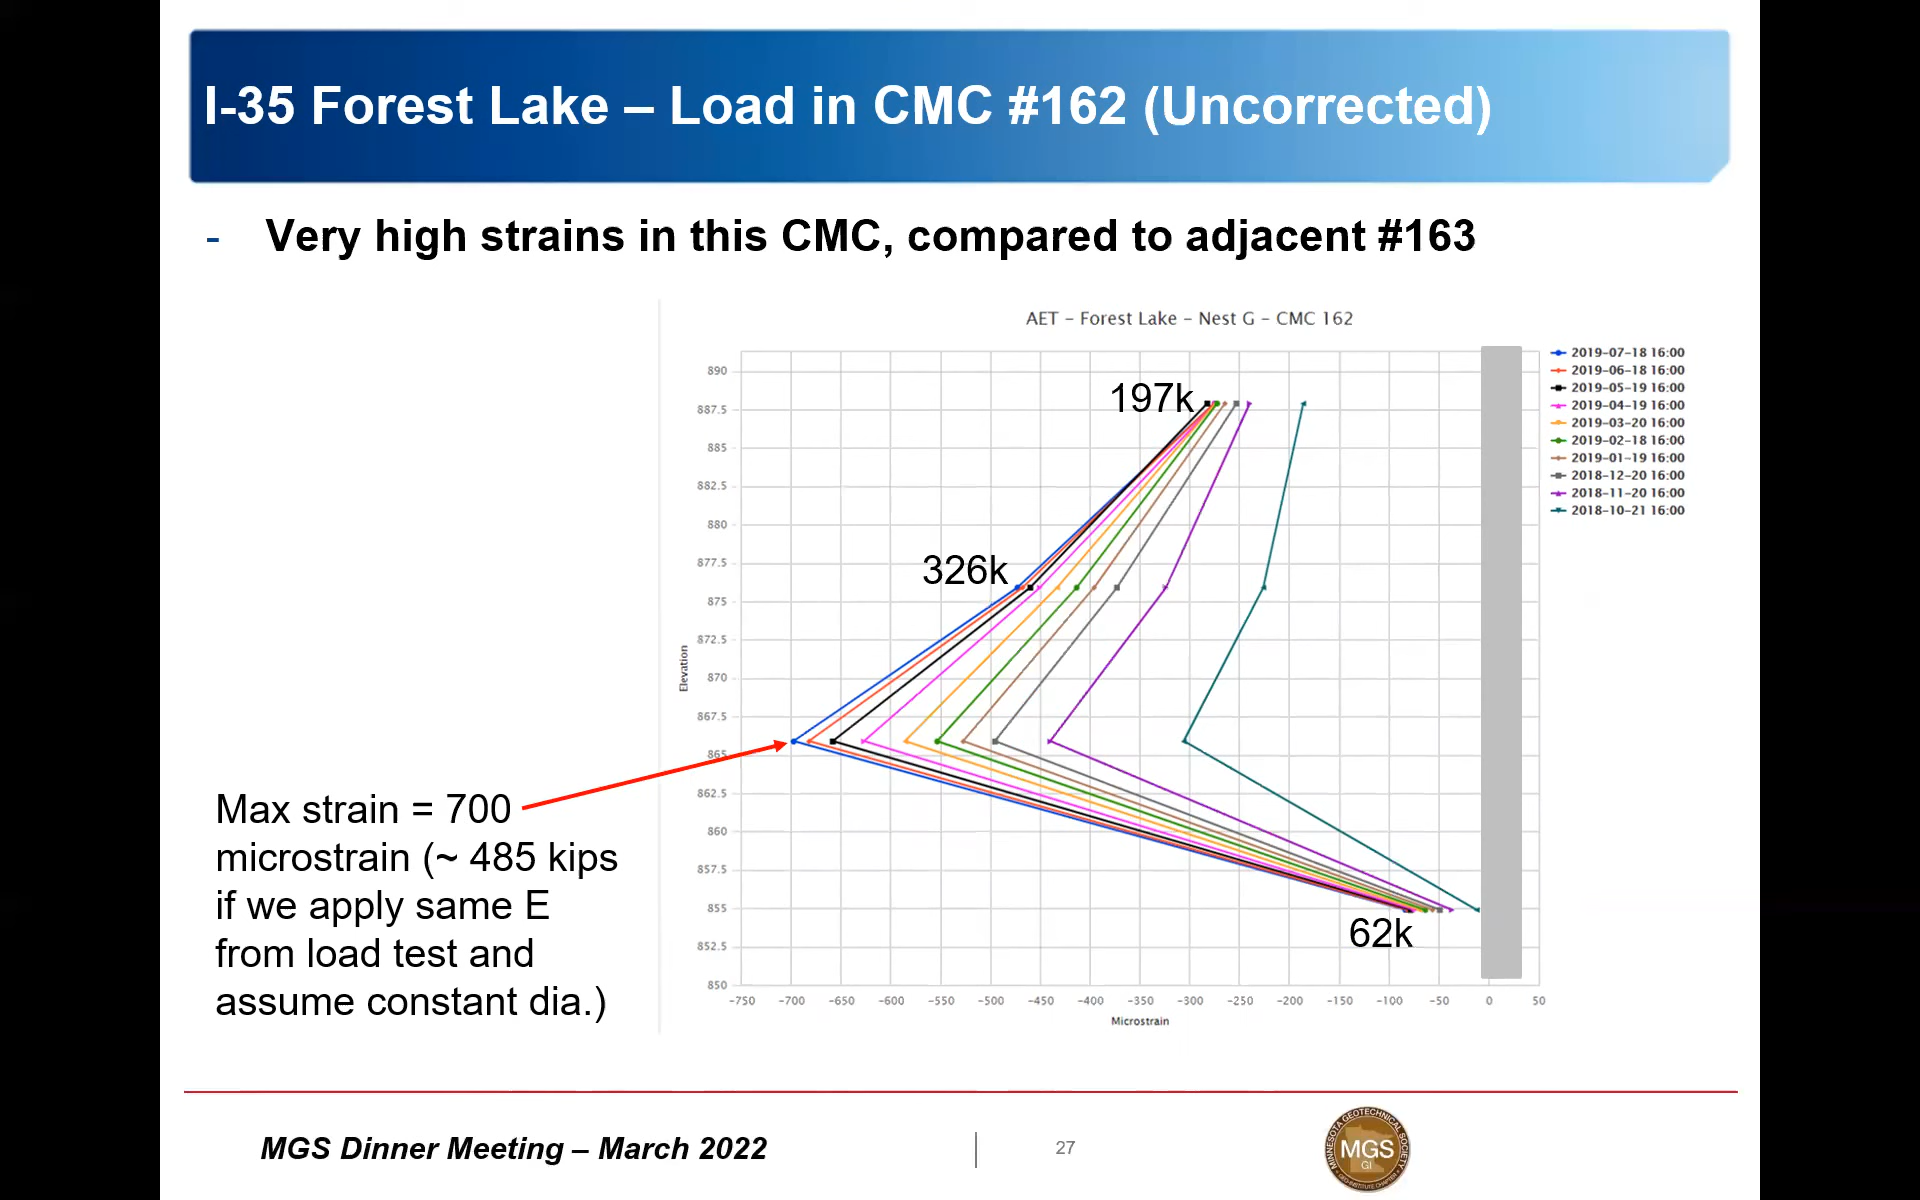 I-35 Forest Lake – Load in CMC #162 (Uncorrected)
- Very high strains in this CMC, compared to adjacent #163
AET – Forest Lake – Nest G – CMC 162
890
887.5
885
882.5
880
877.5
875
872.5
870
867.5
865
862.5
860
857.5
855
852.5
850
Elevation
-750 -700 -650 -600 -550 -500 -450 -400 -350 -300 -250 -200 -150 -100 -50 0 50
Microstrain
197k
326k
62k
2019-07-18 16:00
2019-06-18 16:00
2019-05-19 16:00
2019-04-19 16:00
2019-03-20 16:00
2019-02-18 16:00
2019-01-19 16:00
2018-12-20 16:00
2018-11-20 16:00
2018-10-21 16:00
Max strain = 700
microstrain (~ 485 kips
if we apply same E
from load test and
assume constant dia.)
MGS Dinner Meeting – March 2022
27
MINNESOTA GEOTECHNICAL SOCIETY
MGS
GI
GEO-INSTITUTE CHAPTER